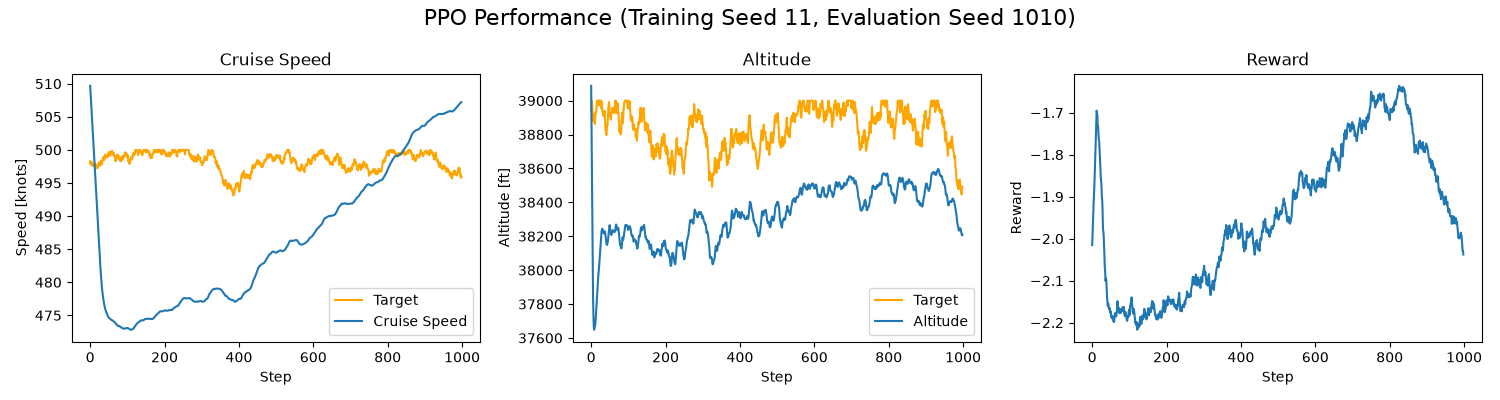 PPO Performance (Training Seed 11, Evaluation Seed 1010)
Cruise Speed
Speed [knots]
510
505
500
495
490
485
480
475
0 200 400 600 800 1000
Step
Target
Cruise Speed
Altitude
Altitude [ft]
39000
38800
38600
38400
38200
38000
37800
37600
0 200 400 600 800 1000
Step
Target
Altitude
Reward
Reward
−1.7
−1.8
−1.9
−2.0
−2.1
−2.2
0 200 400 600 800 1000
Step